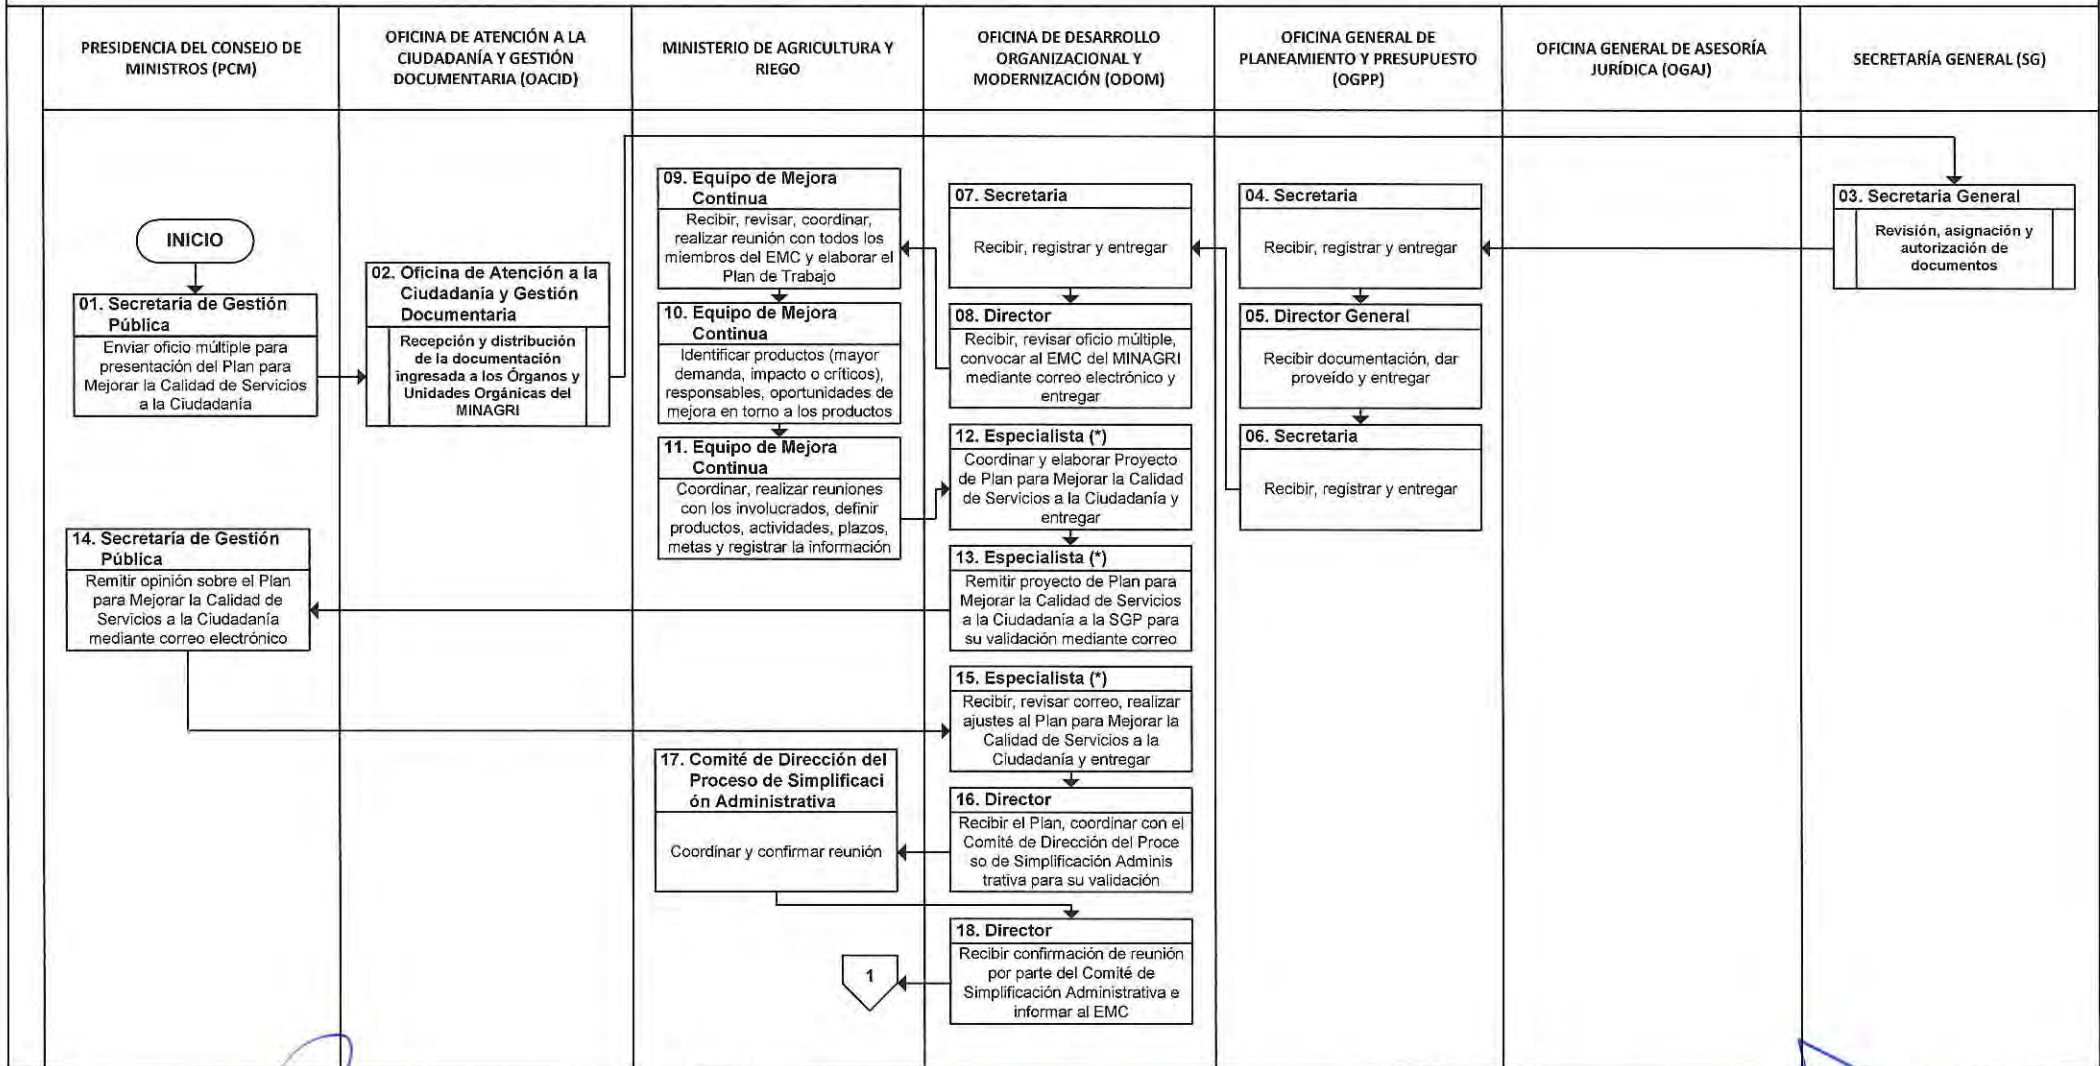 PRESIDENCIA DEL CONSEJO DE
MINISTROS (PCM)
OFICINA DE ATENCIÓN A LA
CIUDADANÍA Y GESTIÓN
DOCUMENTARIA (OACID)
MINISTERIO DE AGRICULTURA Y
RIEGO
OFICINA DE DESARROLLO
ORGANIZACIONAL Y
MODERNIZACIÓN (ODOM)
OFICINA GENERAL DE
PLANEAMIENTO Y PRESUPUESTO
(OGPP)
OFICINA GENERAL DE ASESORÍA
JURÍDICA (OGAJ)
SECRETARÍA GENERAL (SG)
INICIO
01. Secretaría de Gestión
Pública
Enviar oficio múltiple para
presentación del Plan para
Mejorar la Calidad de Servicios
a la Ciudadanía
02. Oficina de Atención a la
Ciudadanía y Gestión
Documentaria
Recepción y distribución
de la documentación
ingresada a los Órganos y
Unidades Orgánicas del
MINAGRI
03. Secretaria General
Revisión, asignación y
autorización de
documentos
04. Secretaria
Recibir, registrar y entregar
05. Director General
Recibir documentación, dar
proveído y entregar
06. Secretaria
Recibir, registrar y entregar
07. Secretaria
Recibir, registrar y entregar
08. Director
Recibir, revisar oficio múltiple,
convocar al EMC del MINAGRI
mediante correo electrónico y
entregar
09. Equipo de Mejora
Continua
Recibir, revisar, coordinar,
realizar reunión con todos los
miembros del EMC y elaborar el
Plan de Trabajo
10. Equipo de Mejora
Continua
Identificar productos (mayor
demanda, impacto o críticos),
responsables, oportunidades de
mejora en torno a los productos
11. Equipo de Mejora
Continua
Coordinar, realizar reuniones
con los involucrados, definir
productos, actividades, plazos,
metas y registrar la información
12. Especialista (*)
Coordinar y elaborar Proyecto
de Plan para Mejorar la Calidad
de Servicios a la Ciudadanía y
entregar
13. Especialista (*)
Remitir proyecto de Plan para
Mejorar la Calidad de Servicios
a la Ciudadanía a la SGP para
su validación mediante correo
14. Secretaría de Gestión
Pública
Remitir opinión sobre el Plan
para Mejorar la Calidad de
Servicios a la Ciudadanía
mediante correo electrónico
15. Especialista (*)
Recibir, revisar correo, realizar
ajustes al Plan para Mejorar la
Calidad de Servicios a la
Ciudadanía y entregar
16. Director
Recibir el Plan, coordinar con el
Comité de Dirección del Proce
so de Simplificación Adminis
trativa para su validación
17. Comité de Dirección del
Proceso de Simplificaci
ón Administrativa
Coordinar y confirmar reunión
18. Director
Recibir confirmación de reunión
por parte del Comité de
Simplificación Administrativa e
informar al EMC
1